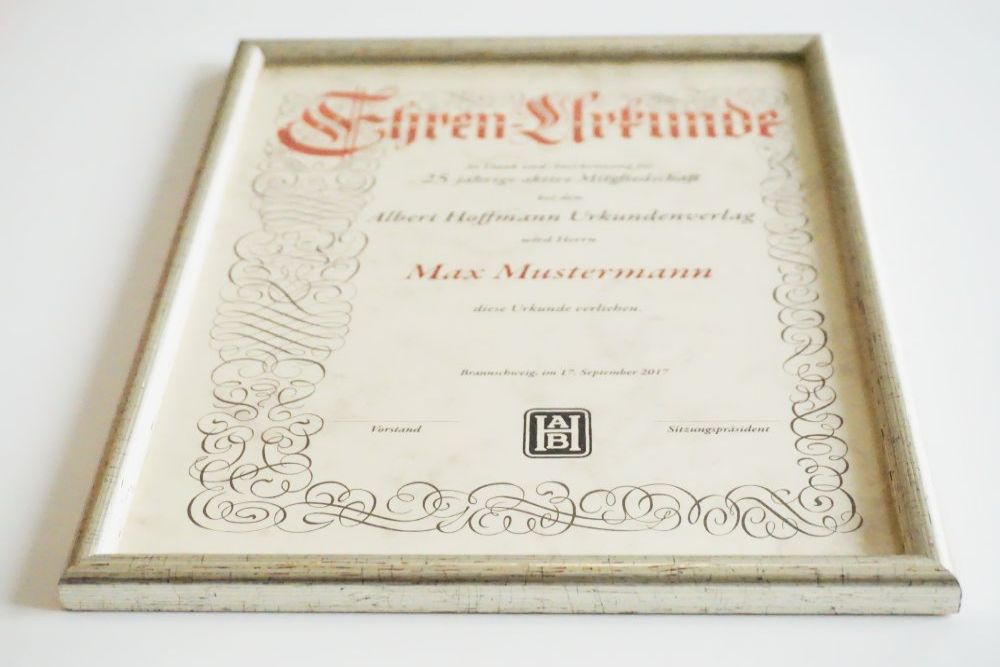 Ehren-Urkunde
In Dank und Anerkennung für
25 jährige aktive Mitgliedschaft
bei dem
Albert Hoffmann Urkundenverlag
wird Herrn
Max Mustermann
diese Urkunde verliehen.
Braunschweig, im 17. September 2017
Vorstand
Sitzungspräsident